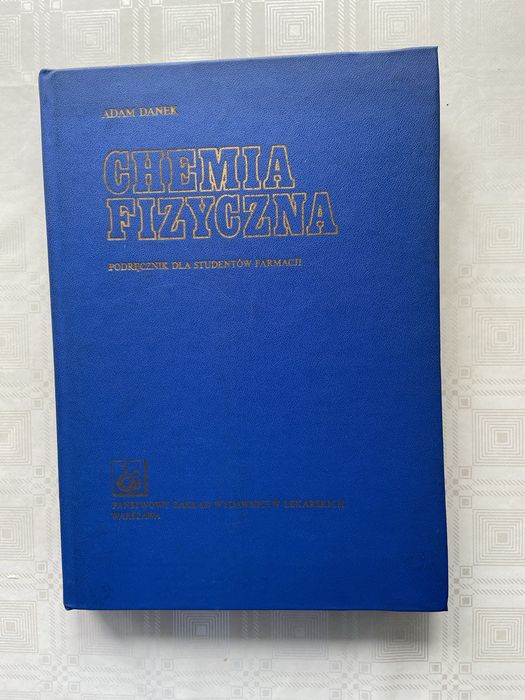 ADAM DANEK
CHEMIA
FIZYCZNA
PODRĘCZNIK DLA STUDENTÓW FARMACJI
PAŃSTWOWY ZAKŁAD WYDAWNICTW LEKARSKICH
WARSZAWA